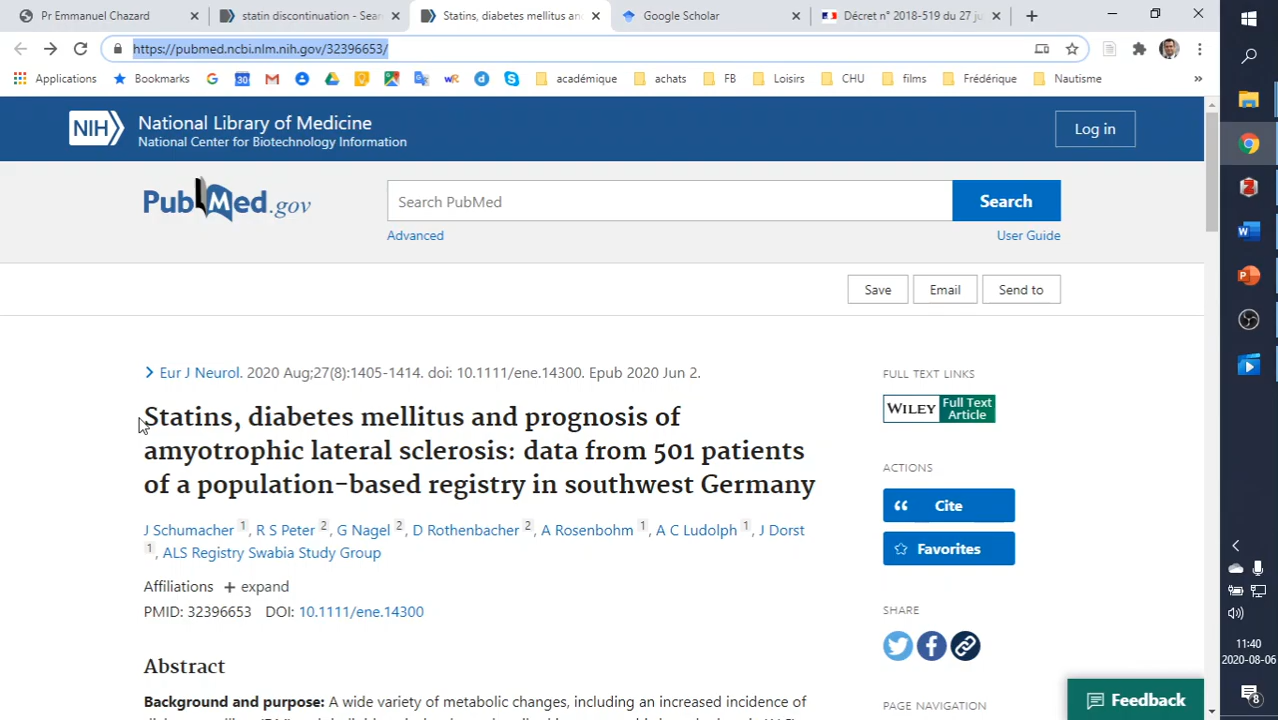 Pr Emmanuel Chazard
statin discontinuation - Sear
Statins, diabetes mellitus and
Google Scholar
Décret n° 2018-519 du 27 ju
https://pubmed.ncbi.nlm.nih.gov/32396653/
Applications
Bookmarks
académique
achats
FB
Loisirs
CHU
films
Frédérique
Nautisme
»
NIH
National Library of Medicine
National Center for Biotechnology Information
Log in
PubMed.gov
Search PubMed
Search
Advanced
User Guide
Save
Email
Send to
Eur J Neurol. 2020 Aug;27(8):1405-1414. doi: 10.1111/ene.14300. Epub 2020 Jun 2.
Statins, diabetes mellitus and prognosis of
amyotrophic lateral sclerosis: data from 501 patients
of a population-based registry in southwest Germany
J Schumacher 1, R S Peter 2, G Nagel 2, D Rothenbacher 2, A Rosenbohm 1, A C Ludolph 1, J Dorst
1, ALS Registry Swabia Study Group
Affiliations + expand
PMID: 32396653 DOI: 10.1111/ene.14300
Abstract
Background and purpose: A wide variety of metabolic changes, including an increased incidence of
FULL TEXT LINKS
WILEY Full Text
Article
ACTIONS
Cite
Favorites
SHARE
PAGE NAVIGATION
Feedback
11:40
2020-08-06
8